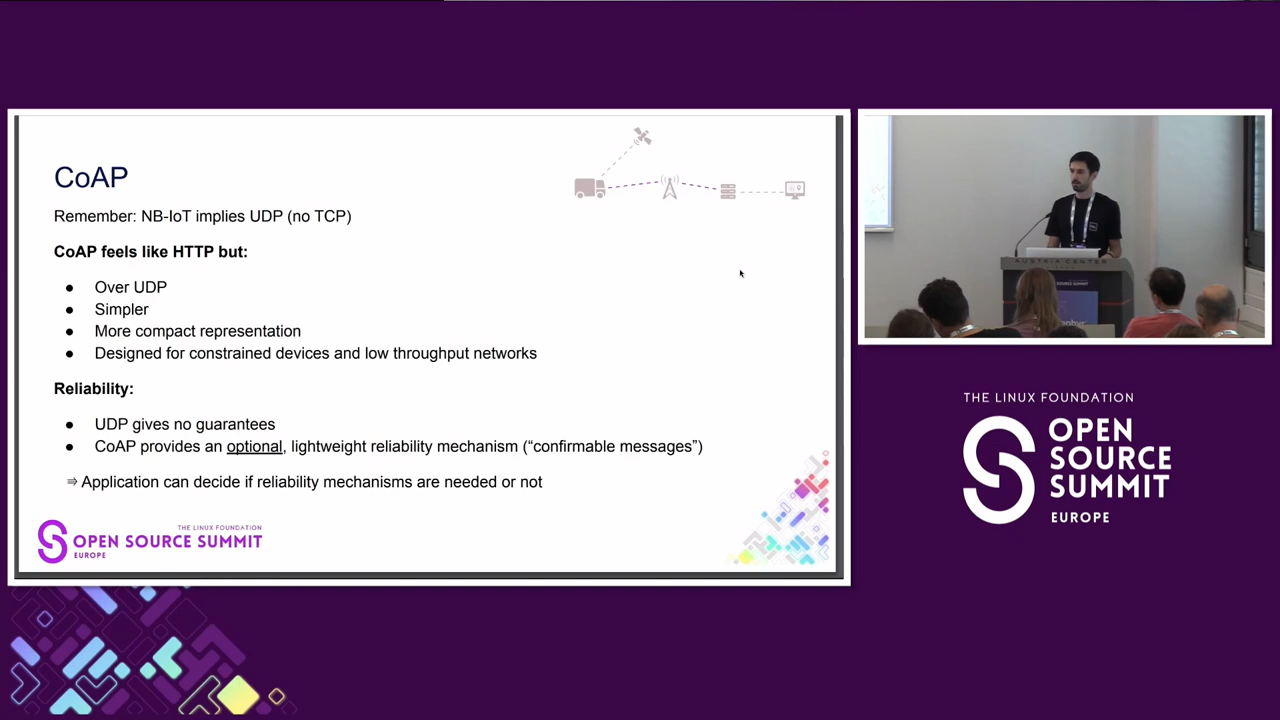 CoAP
Remember: NB-IoT implies UDP (no TCP)
CoAP feels like HTTP but:
● Over UDP
● Simpler
● More compact representation
● Designed for constrained devices and low throughput networks
Reliability:
● UDP gives no guarantees
● CoAP provides an optional, lightweight reliability mechanism (“confirmable messages”)
⇒ Application can decide if reliability mechanisms are needed or not
THE LINUX FOUNDATION
OPEN SOURCE SUMMIT
EUROPE
AUSTRIA CENTER
THE LINUX FOUNDATION
OPEN
SOURCE
SUMMIT
EUROPE